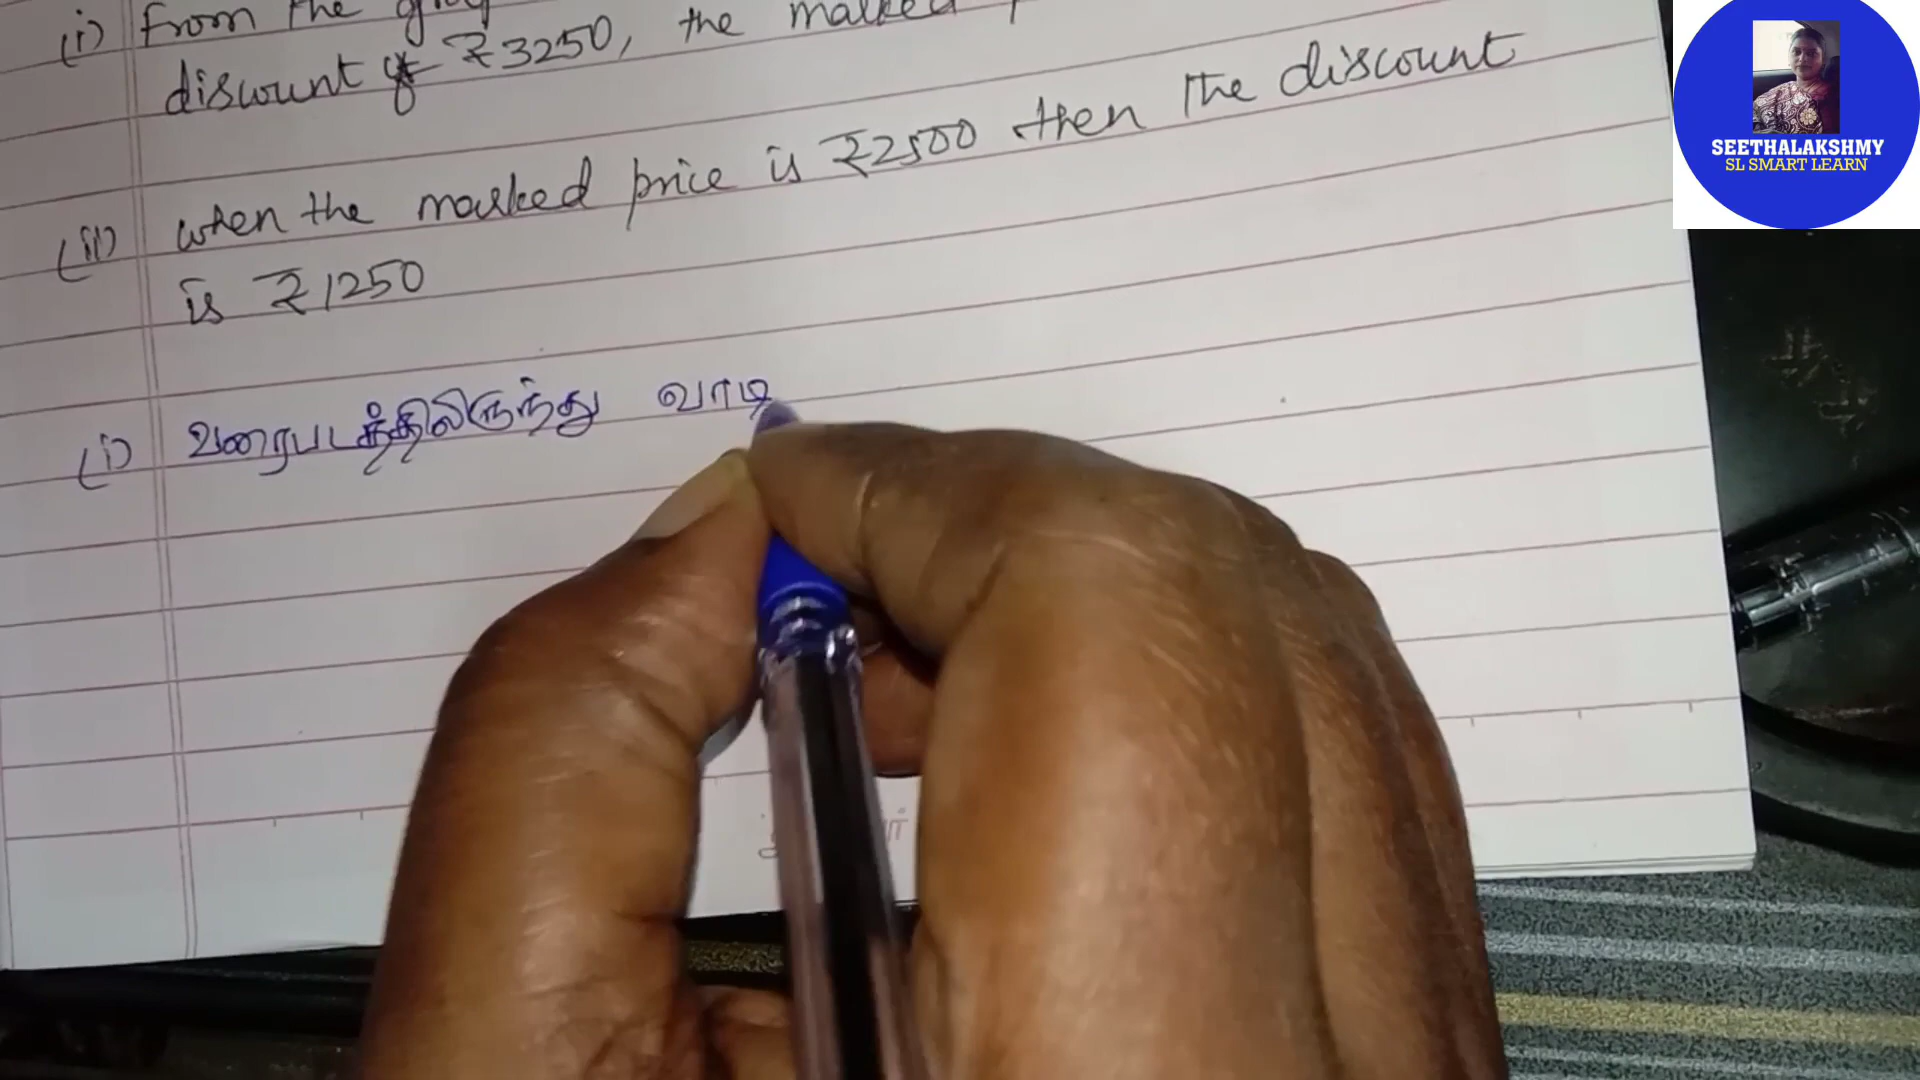 (i) From the
discount of ₹3250, the marked
(ii) when the marked price is ₹2500 then the discount
is ₹1250
(i) வரைபடத்திலிருந்து வாடி
SEETHALAKSHMY
SL SMART LEARN